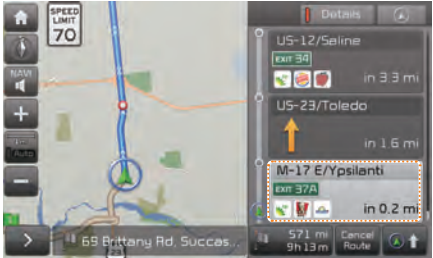 SPEED
LIMIT
70
NAVI
Auto
69 Brittany Rd, Succas...
Details
US-12/Saline
EXIT 34
in 3.3 mi
US-23/Toledo
in 1.6 mi
M-17 E/Ypsilanti
EXIT 37A
in 0.2 mi
571 mi
9h 13m
Cancel
Route